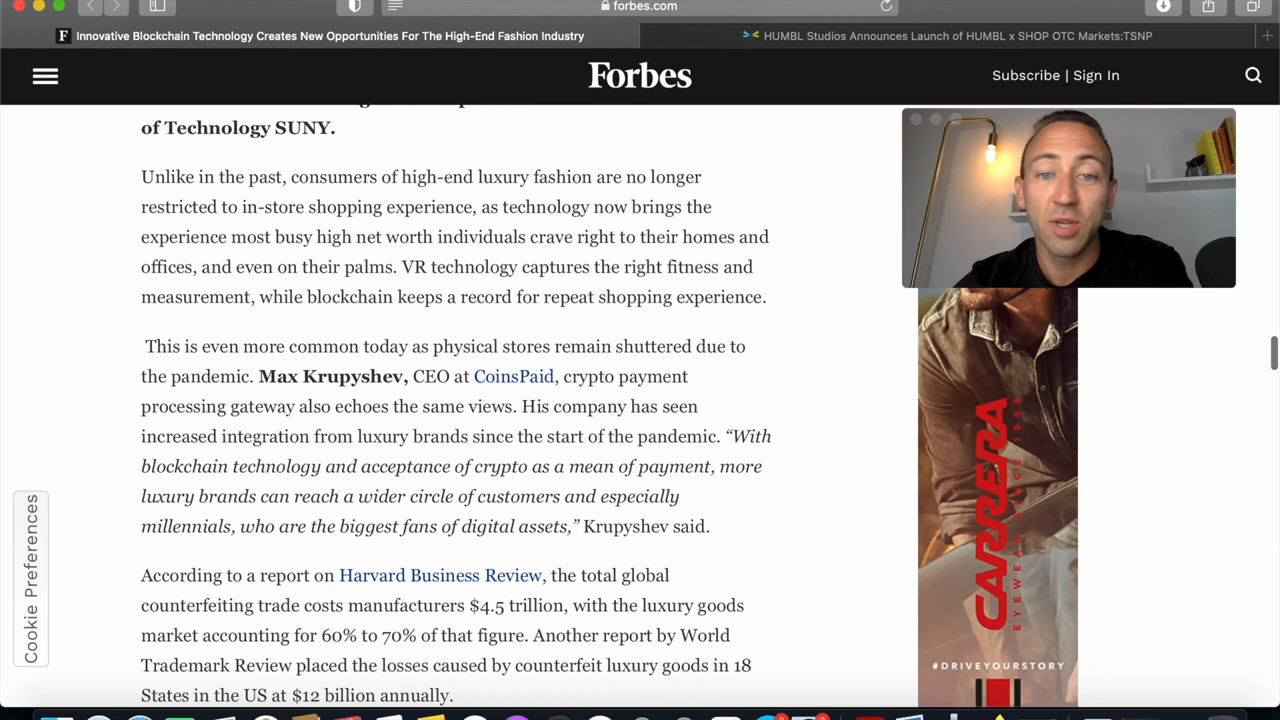 forbes.com
Innovative Blockchain Technology Creates New Opportunities For The High-End Fashion Industry
HUMBL Studios Announces Launch of HUMBL x SHOP OTC Markets:TSNP
Forbes
Subscribe | Sign In
of Technology SUNY.
Unlike in the past, consumers of high-end luxury fashion are no longer
restricted to in-store shopping experience, as technology now brings the
experience most busy high net worth individuals crave right to their homes and
offices, and even on their palms. VR technology captures the right fitness and
measurement, while blockchain keeps a record for repeat shopping experience.
This is even more common today as physical stores remain shuttered due to
the pandemic. Max Krupyshev, CEO at CoinsPaid, crypto payment
processing gateway also echoes the same views. His company has seen
increased integration from luxury brands since the start of the pandemic. “With
blockchain technology and acceptance of crypto as a mean of payment, more
luxury brands can reach a wider circle of customers and especially
millennials, who are the biggest fans of digital assets,” Krupyshev said.
According to a report on Harvard Business Review, the total global
counterfeiting trade costs manufacturers $4.5 trillion, with the luxury goods
market accounting for 60% to 70% of that figure. Another report by World
Trademark Review placed the losses caused by counterfeit luxury goods in 18
States in the US at $12 billion annually.
Cookie Preferences
CARRERA
EYEWEAR SINCE 1956
#DRIVEYOURSTORY